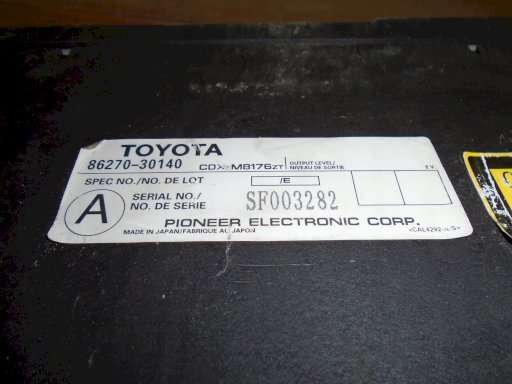 TOYOTA
86270-30140 CDX-M8176ZT OUTPUT LEVEL/ NIVEAU DE SORTIE 2 V
SPEC NO./NO. DE LOT /E
A SERIAL NO./ NO. DE SERIE SF003282
PIONEER ELECTRONIC CORP.
MADE IN JAPAN/FABRIQUE AU JAPON